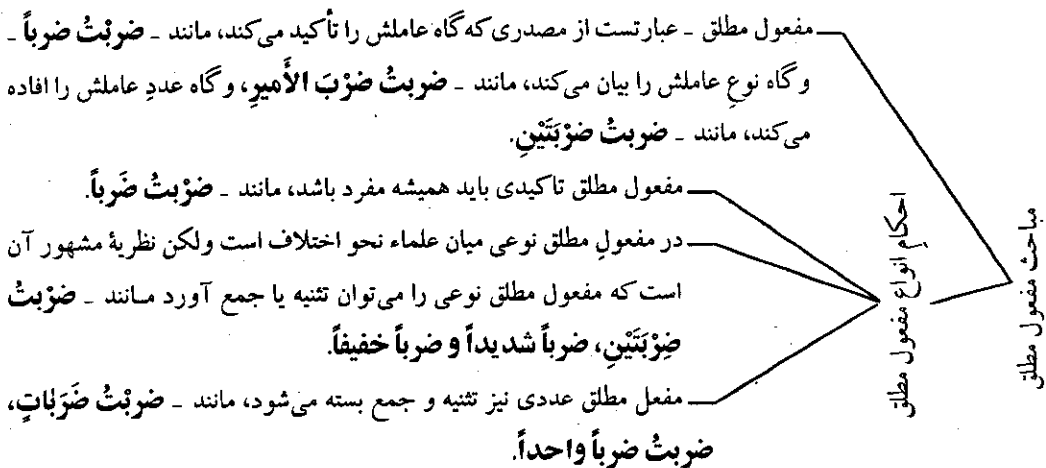 مفعول مطلق ـ عبارتست از مصدری که گاه عاملش را تأکید می‌کند، مانند ـ ضربْتُ ضرباً ـ
و گاه نوعِ عاملش را بیان می‌کند، مانند ـ ضربتُ ضرْبَ الأَمیرِ، و گاه عددِ عاملش را افاده
می‌کند، مانند ـ ضربتُ ضرْبَتَیْنِ.
مفعول مطلق تاکیدی باید همیشه مفرد باشد، مانند ـ ضرْبتُ ضَرباً.
در مفعولِ مطلق نوعی میان علماء نحو اختلاف است ولکن نظریهٔ مشهور آن
است که مفعول مطلق نوعی را می‌توان تثنیه یا جمع آورد مانند ـ ضرْبتُ
ضِرْبَتَیْنِ، ضرباً شدیداً و ضرباً خفیفاً.
مفعل مطلق عددی نیز تثنیه و جمع بسته می‌شود، مانند ـ ضربْتُ ضَرَبٰاتٍ،
ضربتُ ضرباً واحداً.
احکامِ انواع مفعول مطلق
مباحث مفعول مطلق